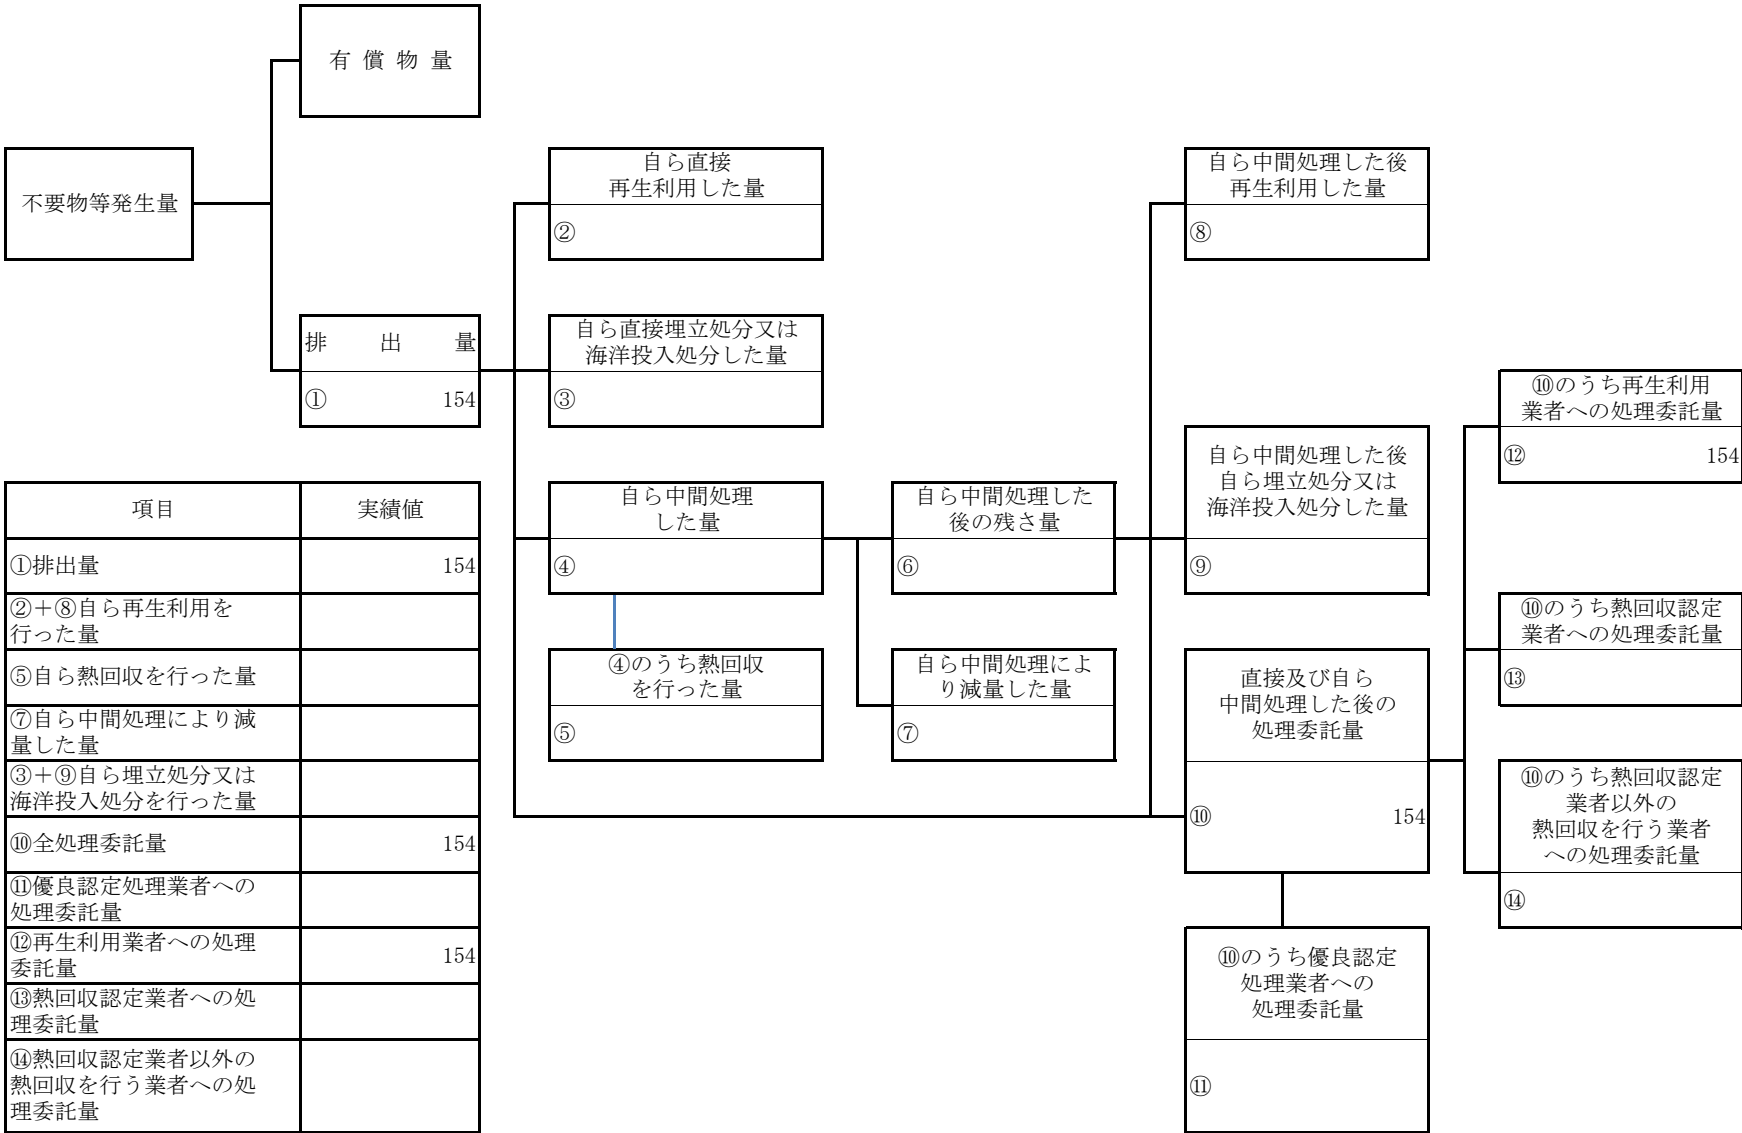 有 償 物 量
不要物等発生量
自ら直接
再生利用した量
②
自ら中間処理した後
再生利用した量
⑧
排 出 量
① 154
自ら直接埋立処分又は
海洋投入処分した量
③
⑩のうち再生利用
業者への処理委託量
⑫ 154
自ら中間処理した後
自ら埋立処分又は
海洋投入処分した量
⑨
自ら中間処理
した量
④
自ら中間処理した
後の残さ量
⑥
⑩のうち熱回収認定
業者への処理委託量
⑬
④のうち熱回収
を行った量
⑤
自ら中間処理によ
り減量した量
⑦
直接及び自ら
中間処理した後の
処理委託量
⑩ 154
⑩のうち熱回収認定
業者以外の
熱回収を行う業者
への処理委託量
⑭
⑩のうち優良認定
処理業者への
処理委託量
⑪
項目 実績値
①排出量 154
②＋⑧自ら再生利用を
行った量
⑤自ら熱回収を行った量
⑦自ら中間処理により減
量した量
③＋⑨自ら埋立処分又は
海洋投入処分を行った量
⑩全処理委託量 154
⑪優良認定処理業者への
処理委託量
⑫再生利用業者への処理
委託量 154
⑬熱回収認定業者への処
理委託量
⑭熱回収認定業者以外の
熱回収を行う業者への処
理委託量